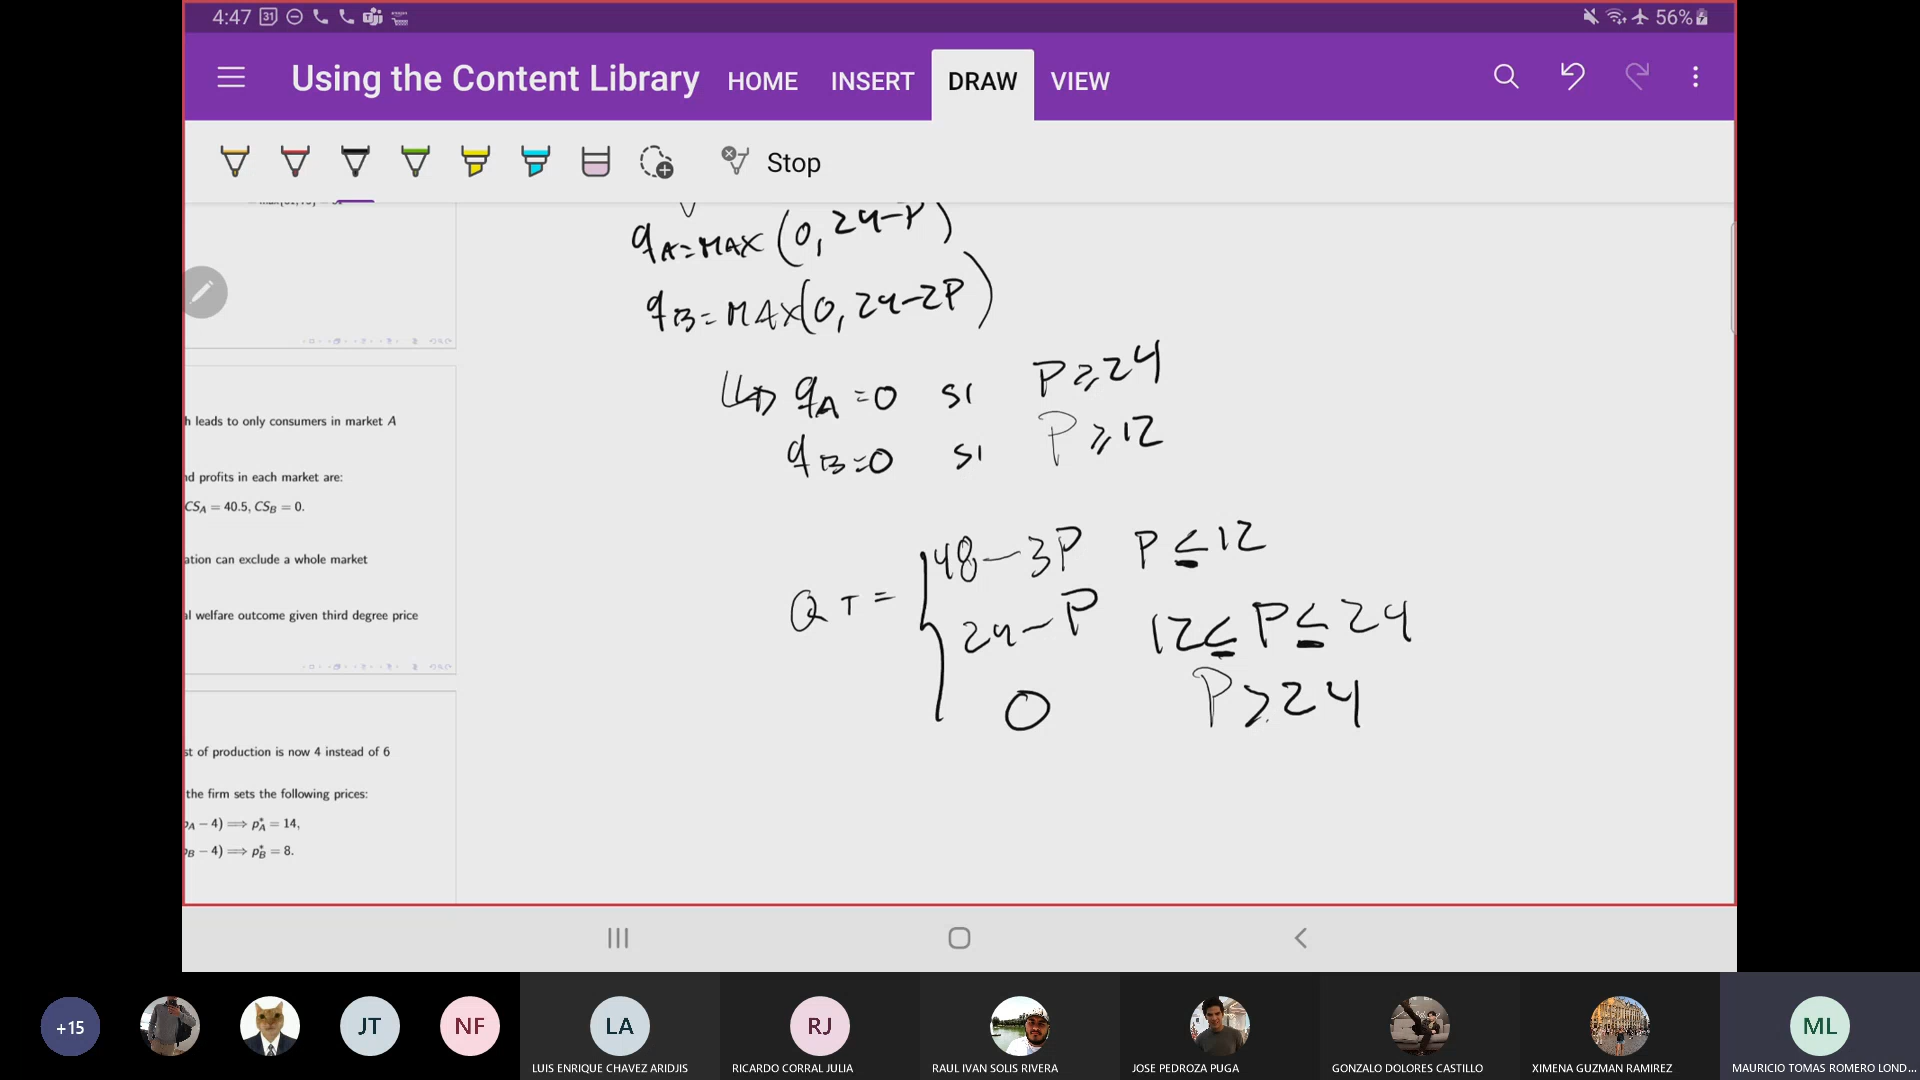 4:47 31 56%
Using the Content Library HOME INSERT DRAW VIEW
Stop
qA=MAX(0,24-P)
qB=MAX(0,24-2P)
↳ qA=0 si P≥24
qB=0 si P≥12
QT = { 48-3P P≤12
24-P 12≤P≤24
0 P≥24
h leads to only consumers in market A
nd profits in each market are:
CSA = 40.5, CSB = 0.
ation can exclude a whole market
al welfare outcome given third degree price
st of production is now 4 instead of 6
the firm sets the following prices:
pA − 4) ⟹ p*A = 14,
pB − 4) ⟹ p*B = 8.
+15 JT NF LA RJ ML
LUIS ENRIQUE CHAVEZ ARIDJIS RICARDO CORRAL JULIA RAUL IVAN SOLIS RIVERA JOSE PEDROZA PUGA GONZALO DOLORES CASTILLO XIMENA GUZMAN RAMIREZ MAURICIO TOMAS ROMERO LOND...